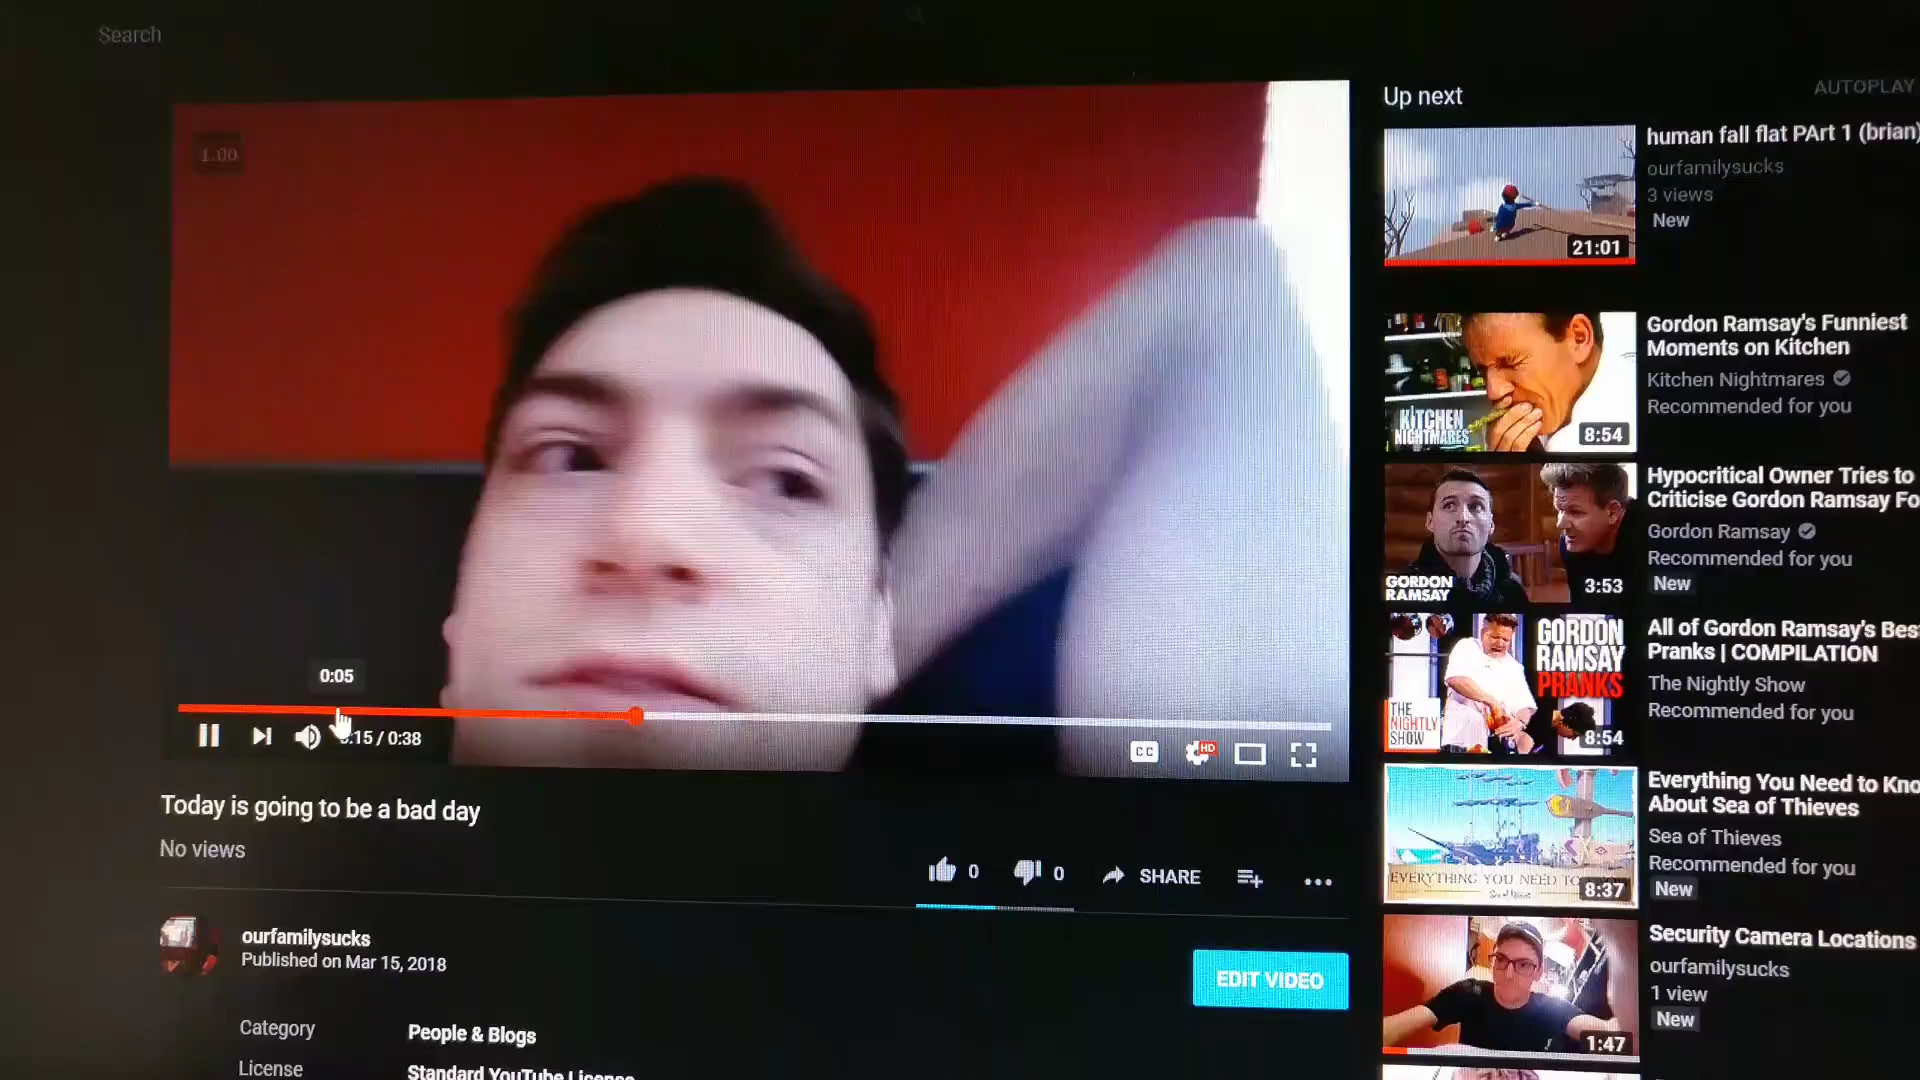 Search
1.00
0:05
:15 / 0:38
CC
HD
Today is going to be a bad day
No views
0
0
SHARE
ourfamilysucks
Published on Mar 15, 2018
EDIT VIDEO
Category
People & Blogs
License
Standard YouTube License
Up next
AUTOPLAY
21:01
human fall flat PArt 1 (brian)
ourfamilysucks
3 views
New
KITCHEN
NIGHTMARES
8:54
Gordon Ramsay's Funniest
Moments on Kitchen
Kitchen Nightmares
Recommended for you
GORDON
RAMSAY
3:53
Hypocritical Owner Tries to
Criticise Gordon Ramsay Fo
Gordon Ramsay
Recommended for you
New
GORDON
RAMSAY
PRANKS
THE
NIGHTLY
SHOW
8:54
All of Gordon Ramsay's Bes
Pranks | COMPILATION
The Nightly Show
Recommended for you
EVERYTHING YOU NEED TO
Sea of Thieves
8:37
Everything You Need to Kno
About Sea of Thieves
Sea of Thieves
Recommended for you
New
1:47
Security Camera Locations
ourfamilysucks
1 view
New